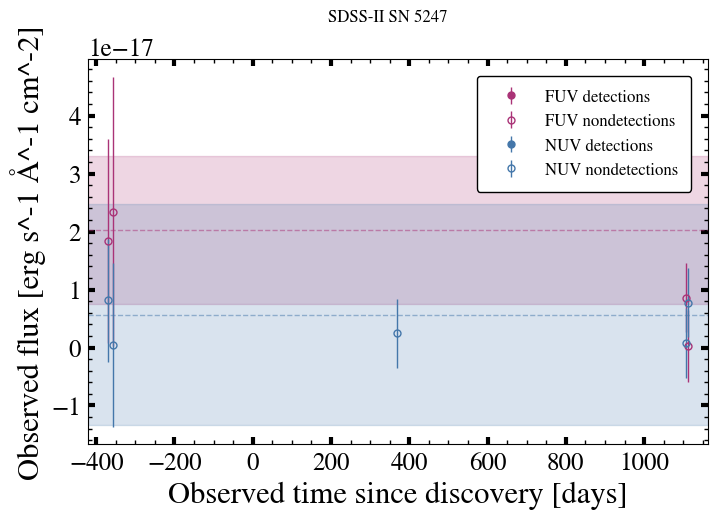 SDSS-II SN 5247
1e−17
Observed flux [erg s^-1 Å^-1 cm^-2]
4
3
2
1
0
−1
FUV detections
FUV nondetections
NUV detections
NUV nondetections
−400 −200 0 200 400 600 800 1000
Observed time since discovery [days]